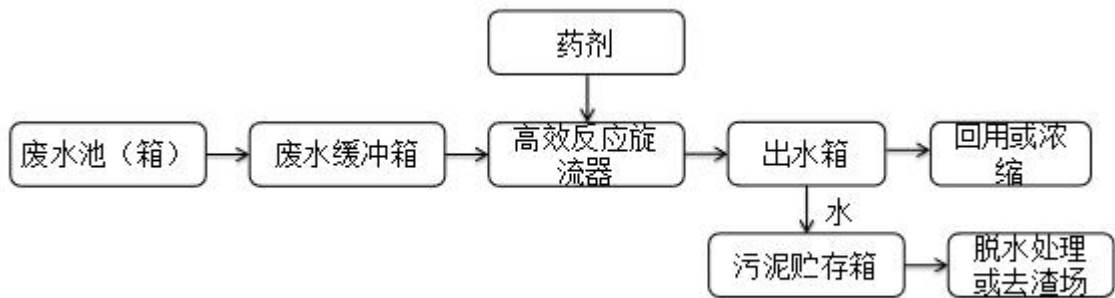 药剂
废水池（箱）
废水缓冲箱
高效反应旋
流器
出水箱
回用或浓
缩
水
污泥贮存箱
脱水处理
或去渣场